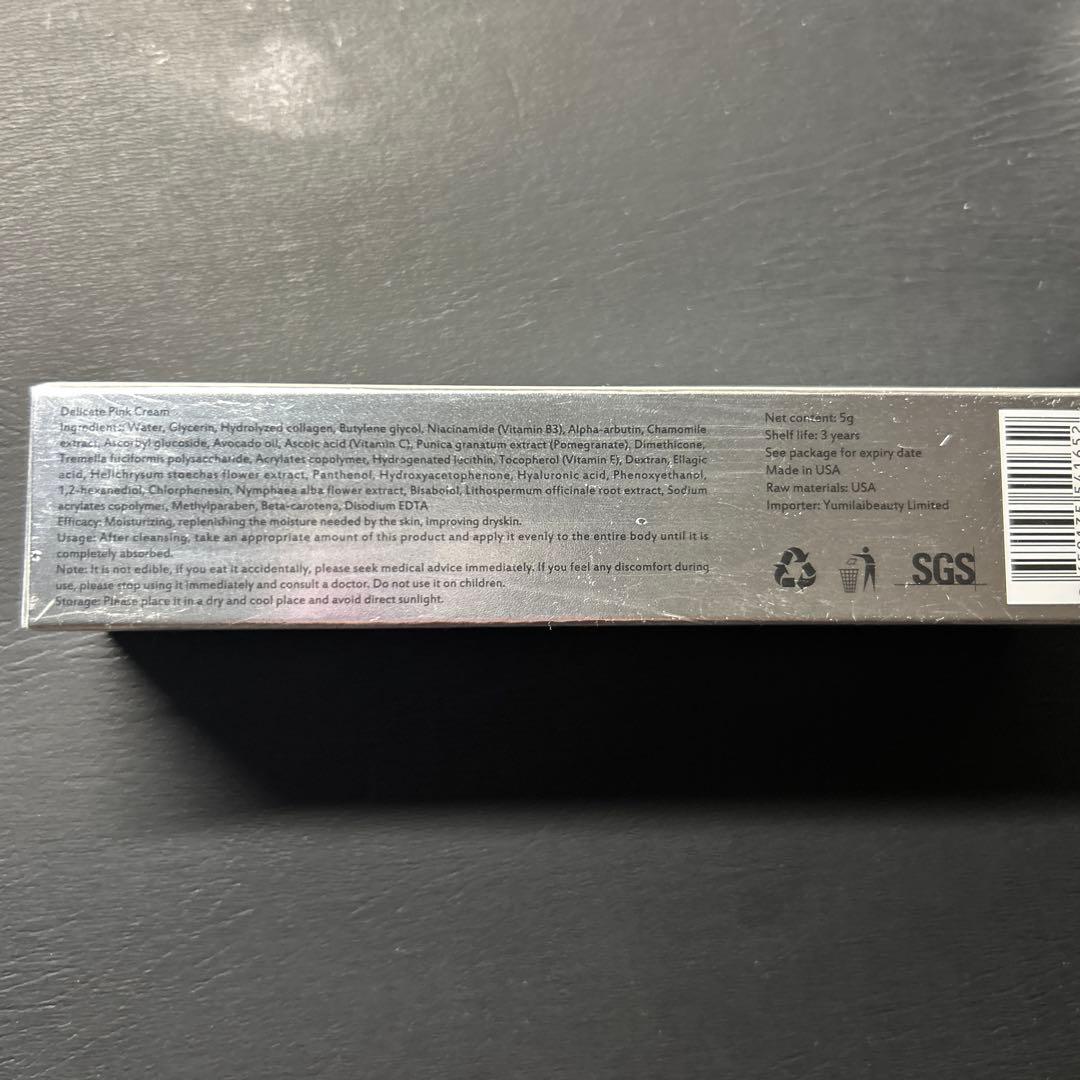 Delicate Pink Cream
Ingredient: Water, Glycerin, Hydrolyzed collagen, Butylene glycol, Niacinamide (Vitamin B3), Alpha-arbutin, Chamomile
extract, Ascorbyl glucoside, Avocado oil, Ascoic acid (Vitamin C), Punica granatum extract (Pomegranate), Dimethicone,
Tremella fuciformis polysaccharide, Acrylates copolymer, Hydrogenated lecithin, Tocopherol (Vitamin E), Dextran, Ellagic
acid, Helichrysum stoechas flower extract, Panthenol, Hydroxyacetophenone, Hyaluronic acid, Phenoxyethanol,
1,2-hexanediol, Chlorphenesin, Nymphaea alba flower extract, Bisabolol, Lithospermum officinale root extract, Sodium
acrylates copolymer, Methylparaben, Beta-carotena, Disodium EDTA
Efficacy: Moisturizing, replenishing the moisture needed by the skin, improving dryskin.
Usage: After cleansing, take an appropriate amount of this product and apply it evenly to the entire body until it is
completely absorbed.
Note: It is not edible, if you eat it accidentally, please seek medical advice immediately. If you feel any discomfort during
use, please stop using it immediately and consult a doctor. Do not use it on children.
Storage: Please place it in a dry and cool place and avoid direct sunlight.
Net content: 5g
Shelf life: 3 years
See package for expiry date
Made in USA
Raw materials: USA
Importer: Yumilaibeauty Limited
SGS